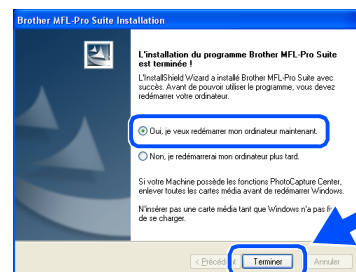 Brother MFL-Pro Suite Installation
L'installation du programme Brother MFL-Pro Suite
est terminée !
L'InstallShield Wizard a installé Brother MFL-Pro Suite avec
succès. Avant de pouvoir utiliser le programme, vous devez
redémarrer votre ordinateur.
Oui, je veux redémarrer mon ordinateur maintenant.
Non, je redémarrerai mon ordinateur plus tard.
Si votre Machine possède les fonctions PhotoCapture Center,
enlever toutes les cartes média avant de redémarrer Windows.
N'insérer pas une carte média tant que Windows n'a pas
de se charger.
Terminer
Annuler